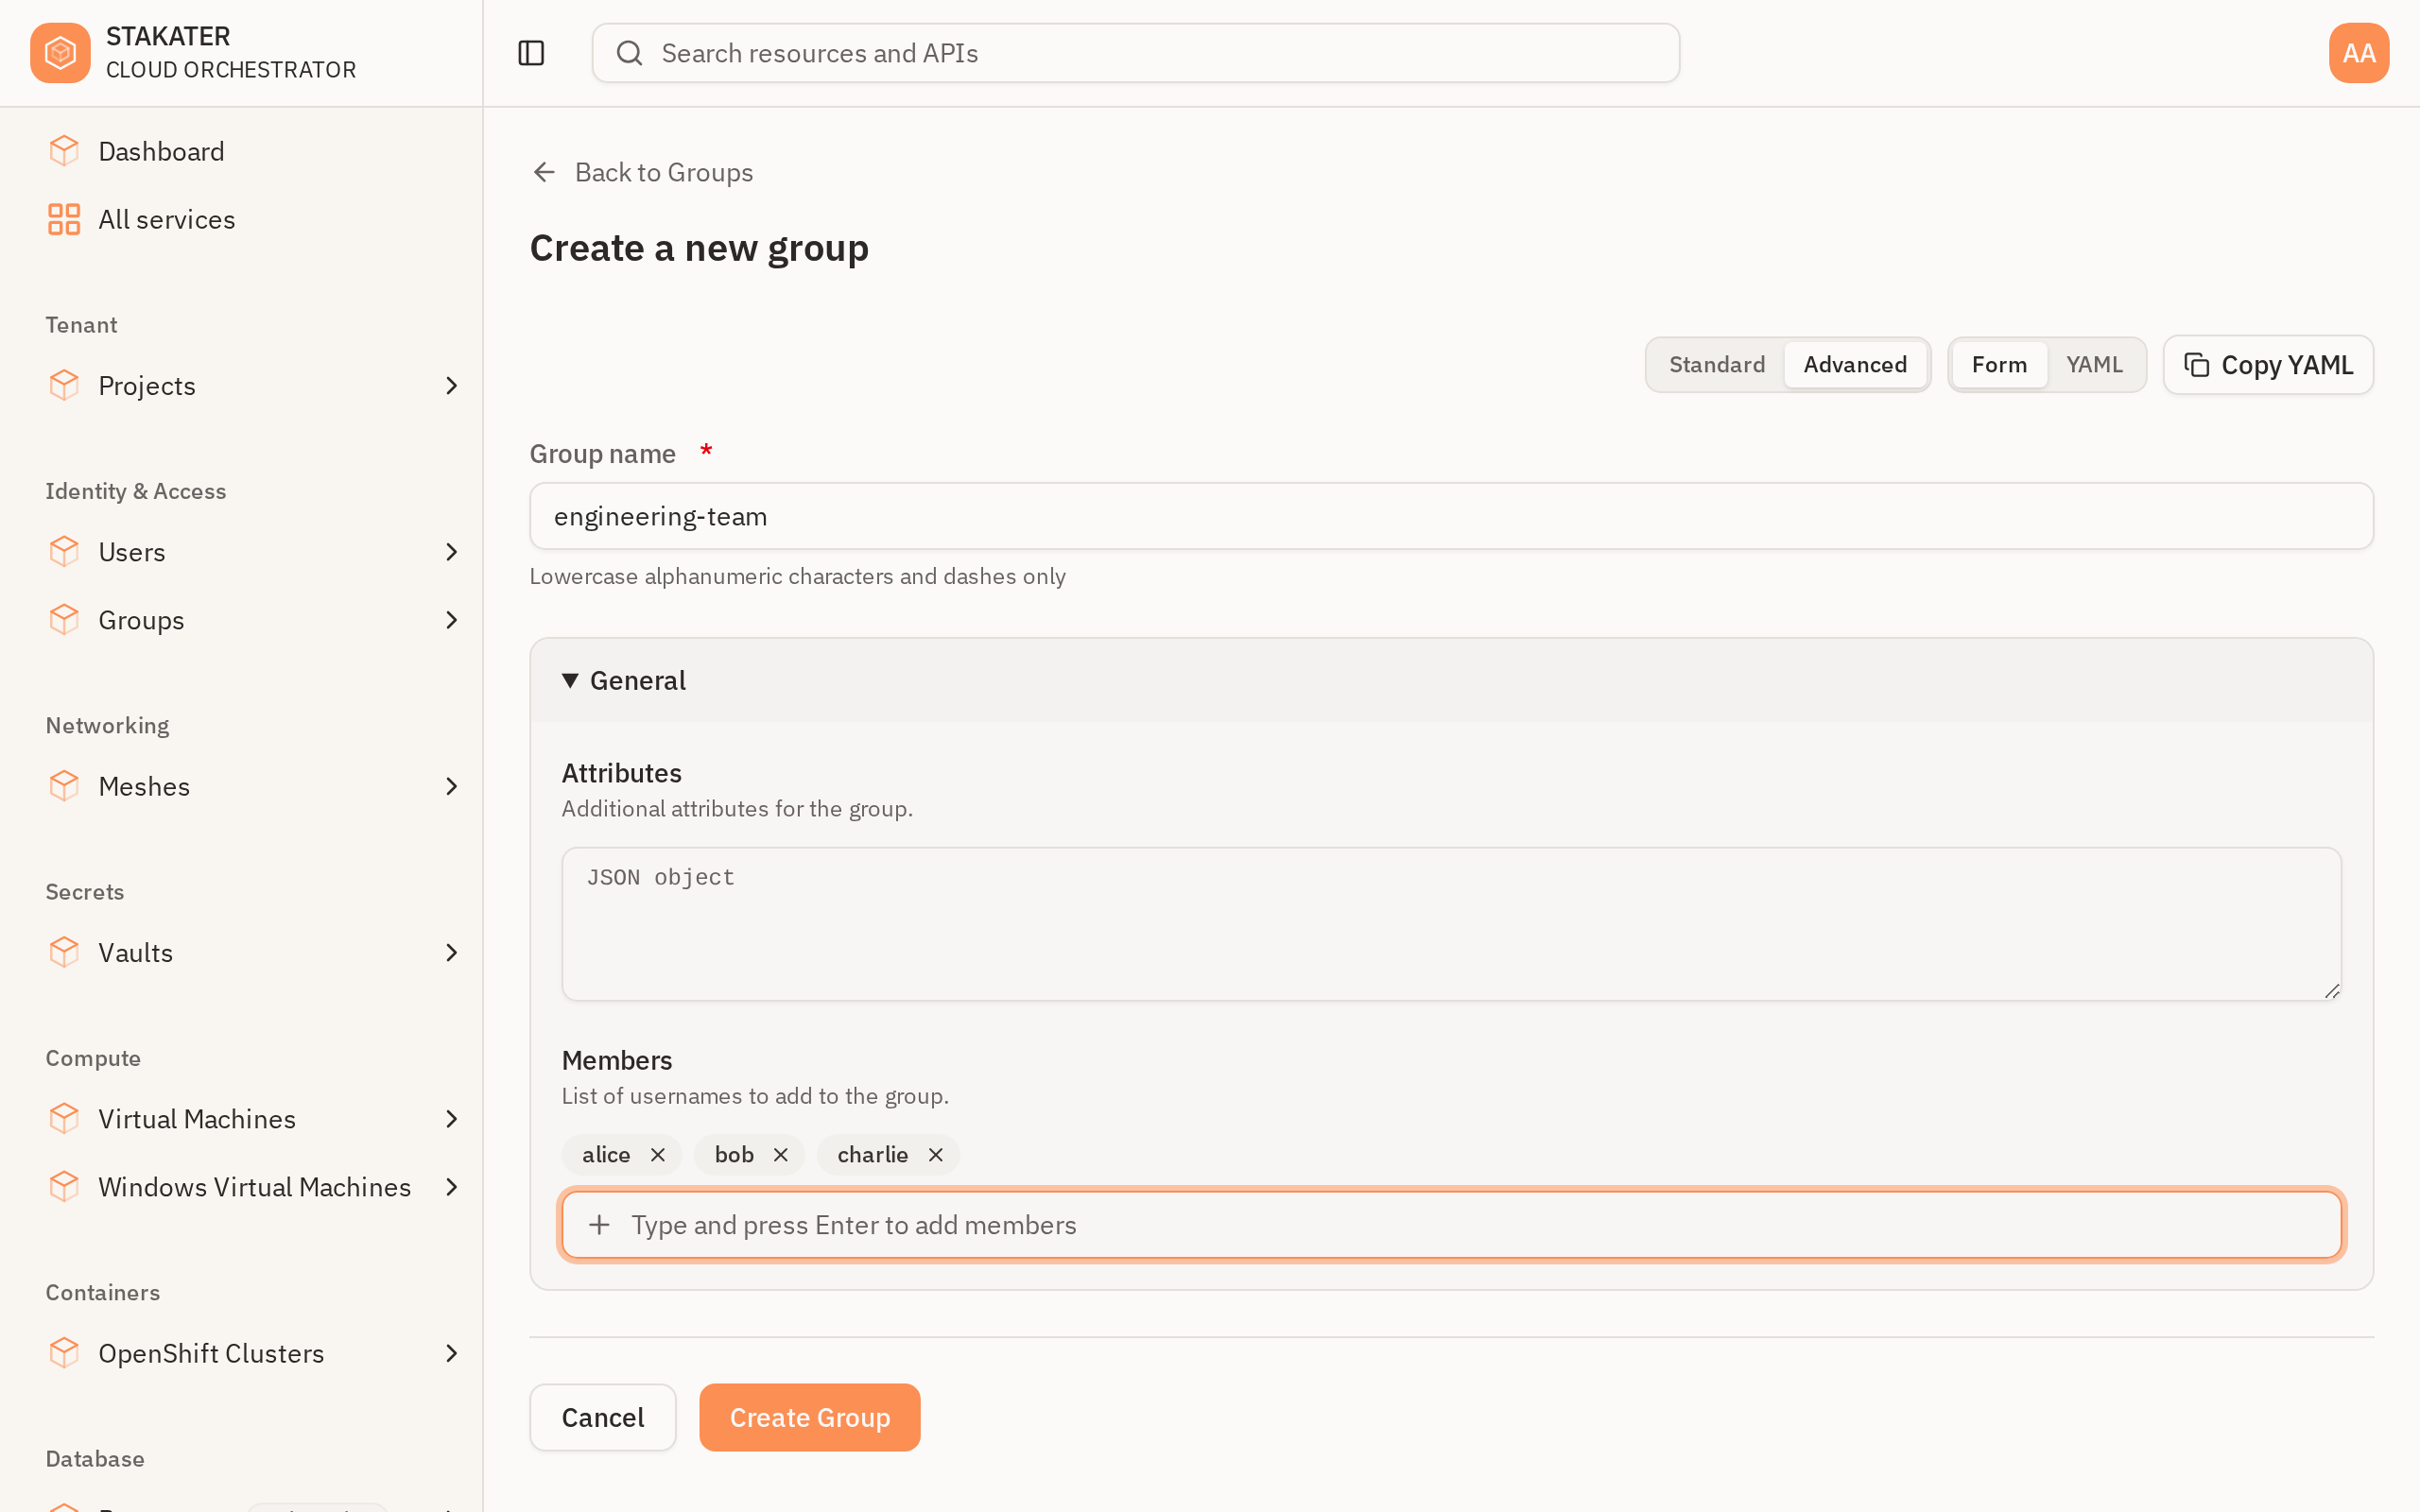 STAKATER
CLOUD ORCHESTRATOR
Search resources and APIs
AA
Dashboard
All services
Tenant
Projects
Identity & Access
Users
Groups
Networking
Meshes
Secrets
Vaults
Compute
Virtual Machines
Windows Virtual Machines
Containers
OpenShift Clusters
Database
Back to Groups
Create a new group
Standard Advanced Form YAML Copy YAML
Group name *
engineering-team
Lowercase alphanumeric characters and dashes only
General
Attributes
Additional attributes for the group.
JSON object
Members
List of usernames to add to the group.
alice bob charlie
Type and press Enter to add members
Cancel Create Group